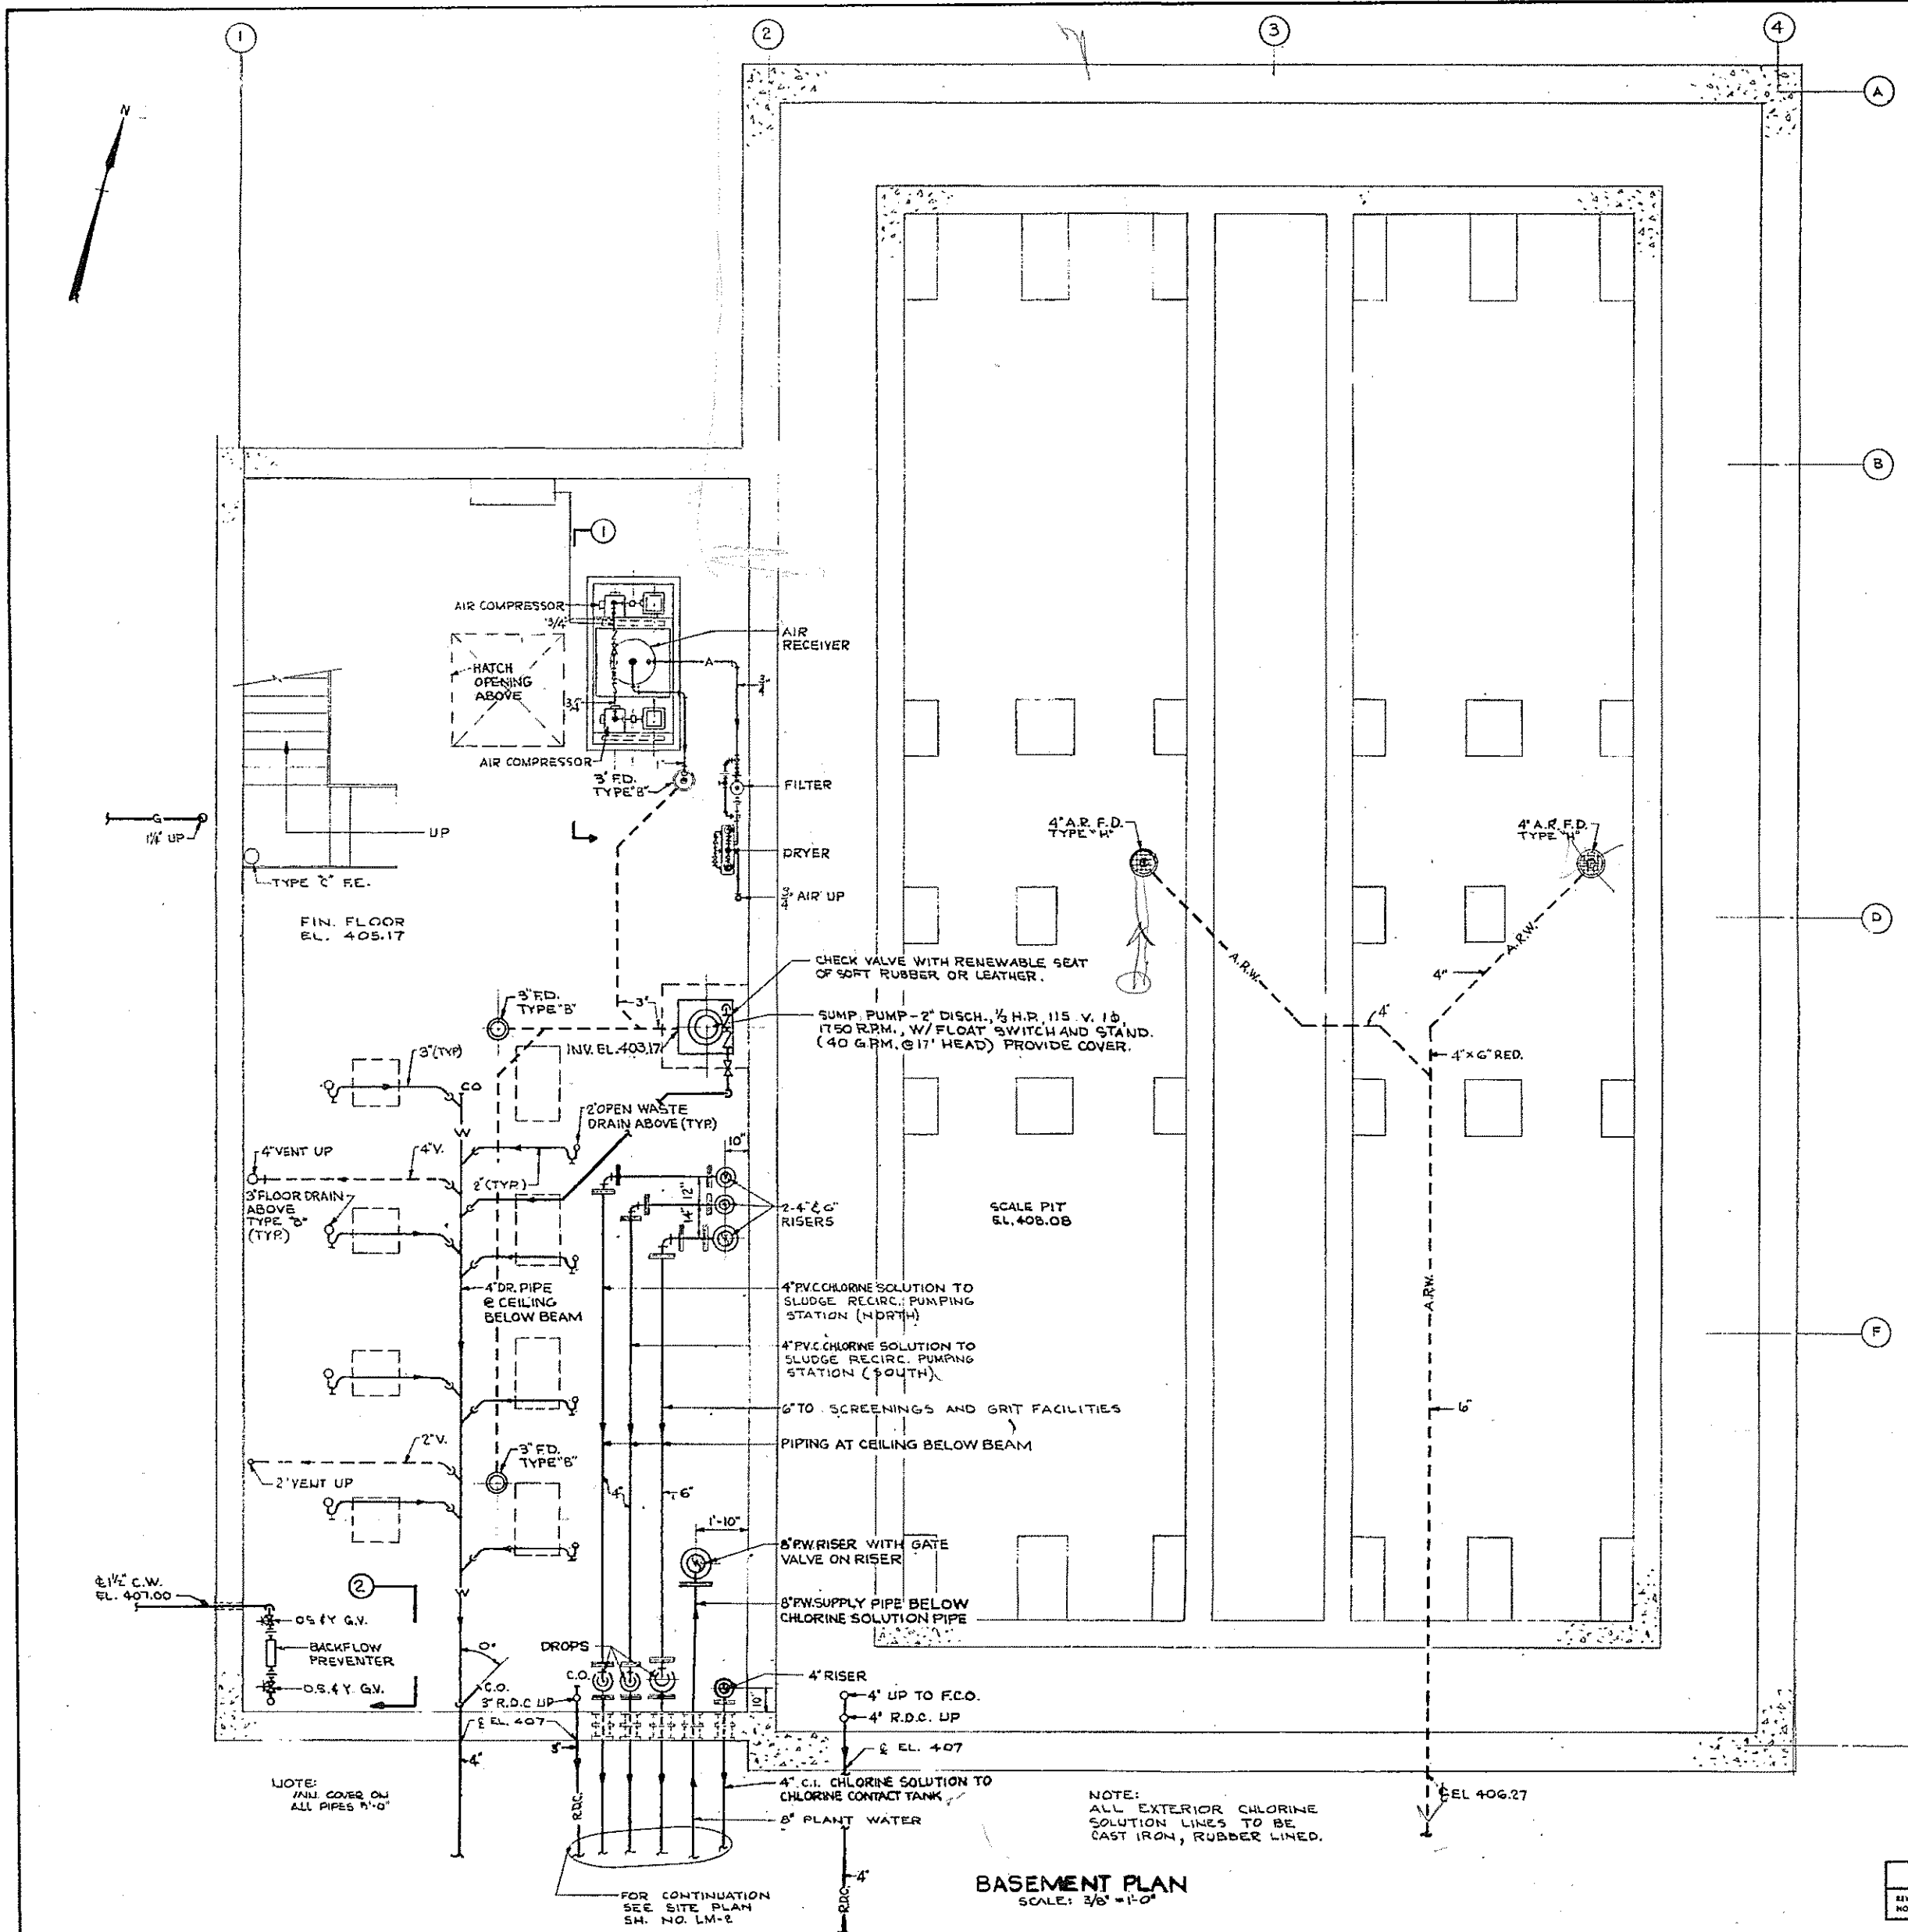 1
2
3
4
N
A
B
D
F
1
AIR COMPRESSOR
3/4"
AIR
RECEIVER
A
HATCH
OPENING
ABOVE
3/4"
3/4"
AIR COMPRESSOR
1"
3" F.D.
TYPE "B"
FILTER
G
1 1/4" UP
UP
DRYER
4" A.R. F.D.
TYPE "H"
4" A.R. F.D.
TYPE "H"
TYPE "C" F.E.
3/4" AIR UP
FIN. FLOOR
EL. 405.17
A.R.W.
A.R.W.
4"
4"
CHECK VALVE WITH RENEWABLE SEAT
OF SOFT RUBBER OR LEATHER.
3" F.D.
TYPE "B"
3"
SUMP PUMP - 2" DISCH., 1/3 H.P., 115 V. 1Φ,
1750 R.P.M., W/ FLOAT SWITCH AND STAND.
(40 G.P.M. @ 17' HEAD) PROVIDE COVER.
INV. EL. 403.17
3" (TYP)
4" x 6" RED.
CO
2" OPEN WASTE
DRAIN ABOVE (TYP.)
W
10"
4" VENT UP
4" V.
2" (TYP.)
3" FLOOR DRAIN
ABOVE
TYPE "D"
(TYP.)
12"
14"
2-4" & 6"
RISERS
SCALE PIT
EL. 408.08
4" DR. PIPE
@ CEILING
BELOW BEAM
4" P.V.C. CHLORINE SOLUTION TO
SLUDGE RECIRC. PUMPING
STATION (NORTH)
A.R.W.
4" P.V.C. CHLORINE SOLUTION TO
SLUDGE RECIRC. PUMPING
STATION (SOUTH)
6" TO SCREENINGS AND GRIT FACILITIES
6"
2" V.
3" F.D.
TYPE "B"
PIPING AT CEILING BELOW BEAM
2" VENT UP
4"
6"
1'-10"
8" P.W. RISER WITH GATE
VALVE ON RISER
℄ 1 1/2" C.W.
EL. 407.00
2
W
8" P.W. SUPPLY PIPE BELOW
CHLORINE SOLUTION PIPE
O.S. & Y. G.V.
BACKFLOW
PREVENTER
O.S. & Y. G.V.
0"
DROPS
C.O.
C.O.
3" R.D.C. UP
4" RISER
10"
4" UP TO F.C.O.
4" R.D.C. UP
℄ EL. 407
℄ EL. 407
4"
3"
NOTE:
MIN. COVER ON
ALL PIPES
R.D.C.
4" C.I. CHLORINE SOLUTION TO
CHLORINE CONTACT TANK
8" PLANT WATER
NOTE:
ALL EXTERIOR CHLORINE
SOLUTION LINES TO BE
CAST IRON, RUBBER LINED.
℄ EL 406.27
4"
R.D.C.
FOR CONTINUATION
SEE SITE PLAN
SH. NO. LM-2
BASEMENT PLAN
SCALE: 3/8" = 1'-0"
REV
NO